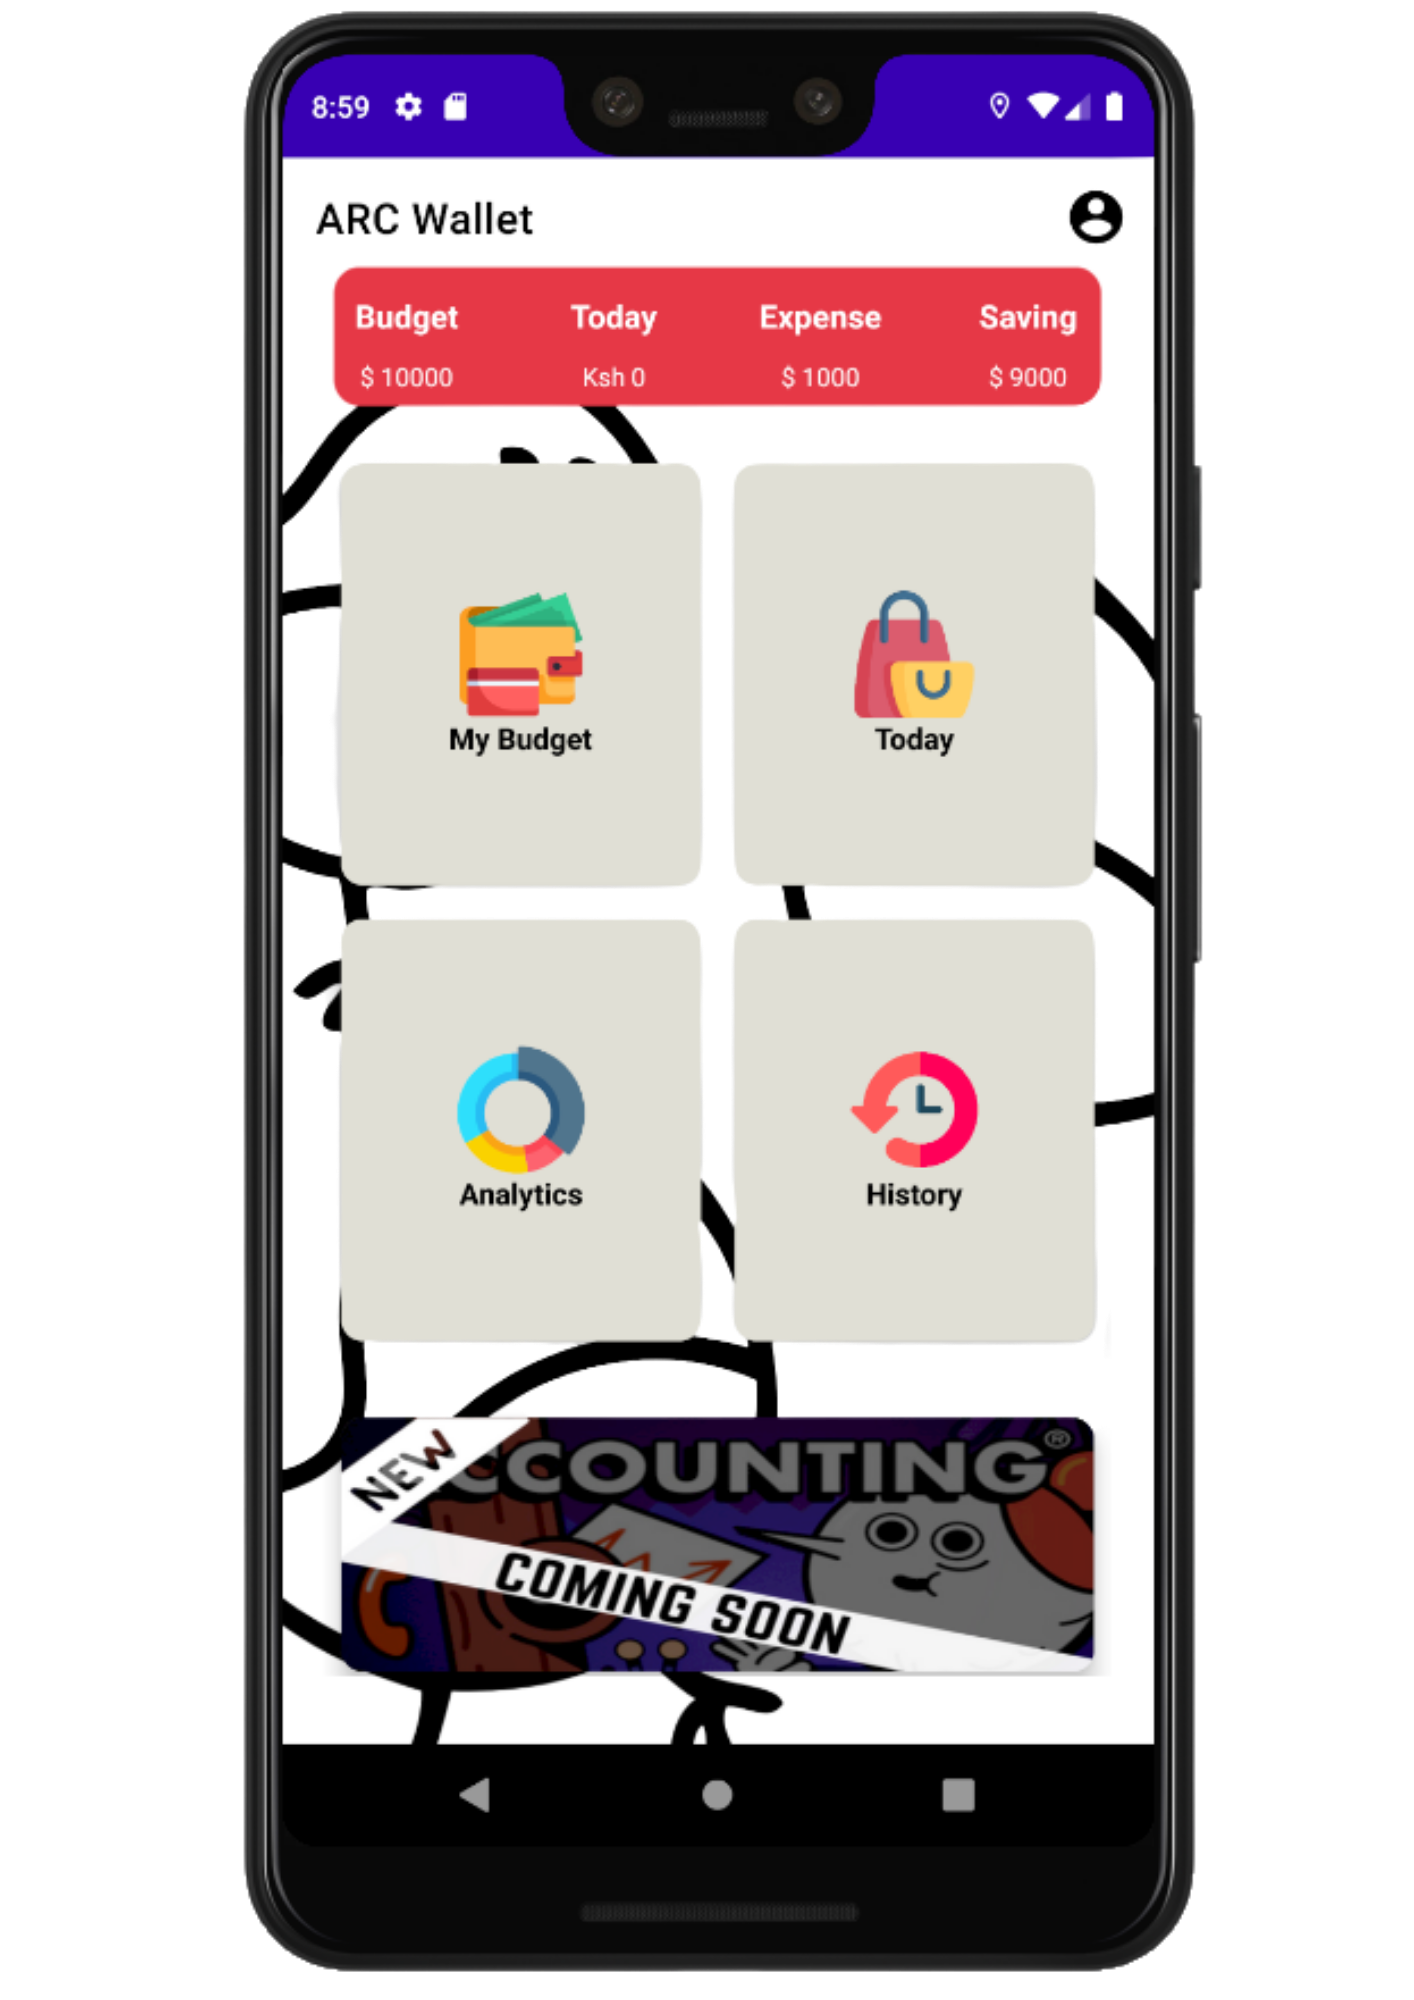 8:59
ARC Wallet
Budget Today Expense Saving
$ 10000 Ksh 0 $ 1000 $ 9000
My Budget Today
Analytics History
NEW
CCOUNTING®
COMING SOON